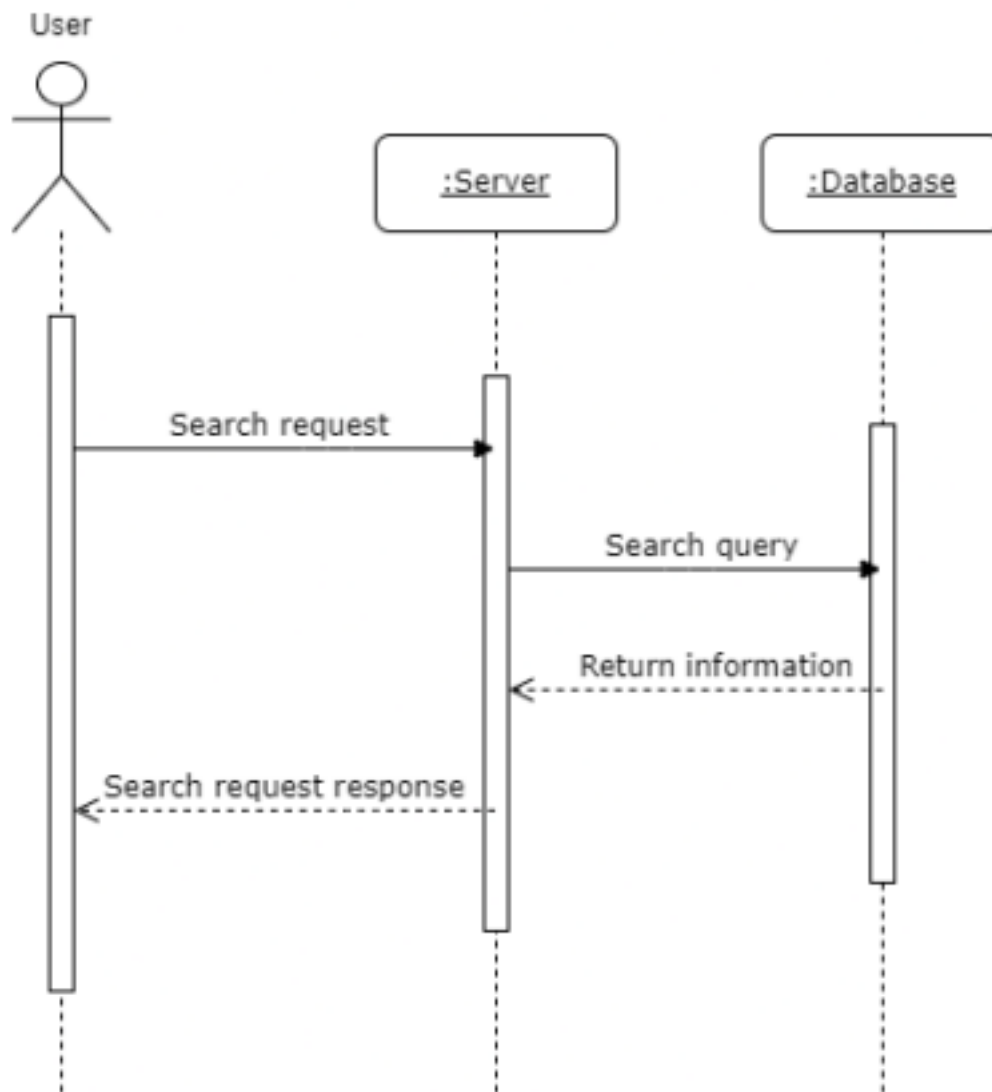 User
:Server
:Database
Search request
Search query
Return information
Search request response